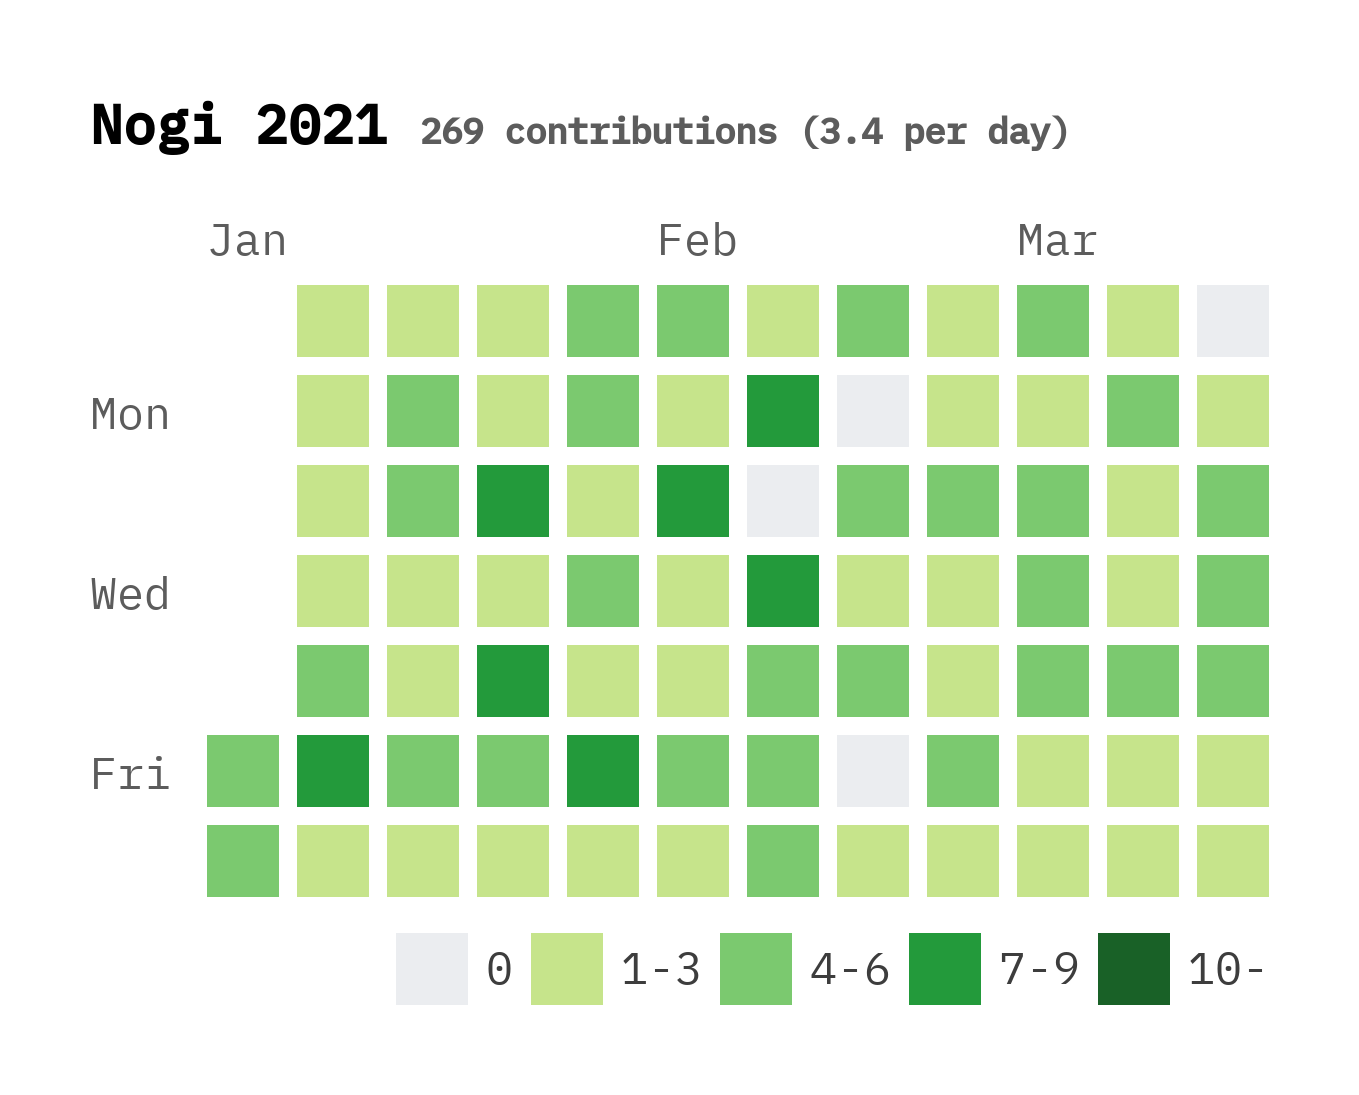 Nogi 2021 269 contributions (3.4 per day)
Jan Feb Mar
Mon
Wed
Fri
0 1-3 4-6 7-9 10-